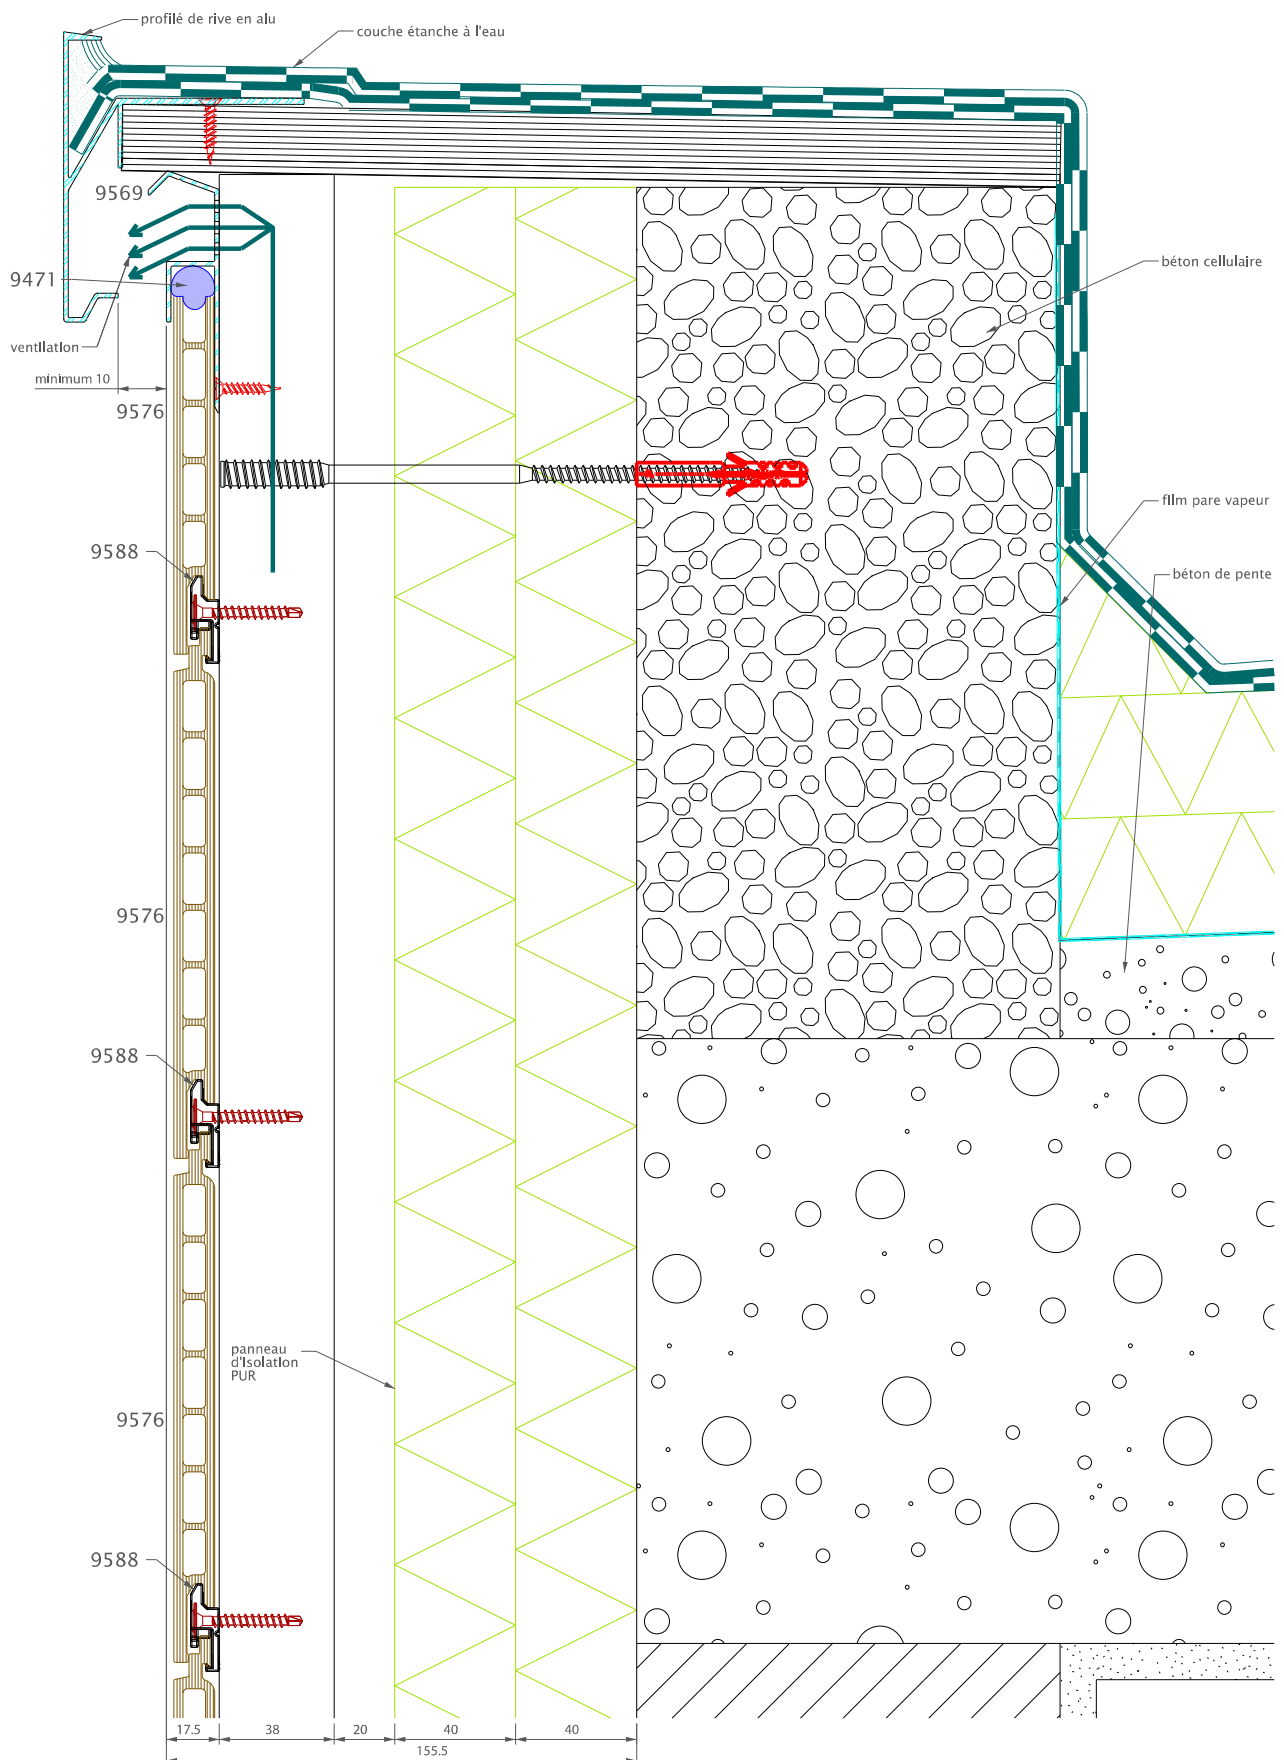 profilé de rive en alu
couche étanche à l'eau
9569
9471
béton cellulaire
ventilation
minimum 10
9576
film pare vapeur
9588
béton de pente
9576
9588
panneau
d'isolation
PUR
9576
9588
17.5
38
20
40
40
155.5